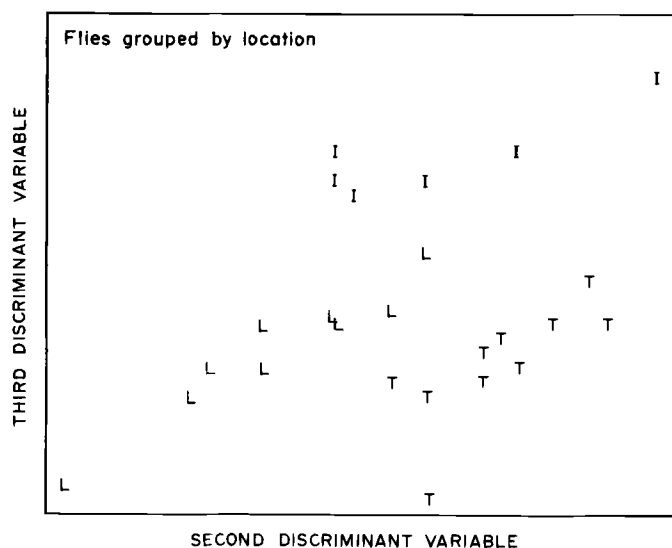 Flies grouped by location
I
I I
I I
I
L
T
L
L L L T T
T
T
L L T
T T
L T
L
T
THIRD DISCRIMINANT VARIABLE
SECOND DISCRIMINANT VARIABLE